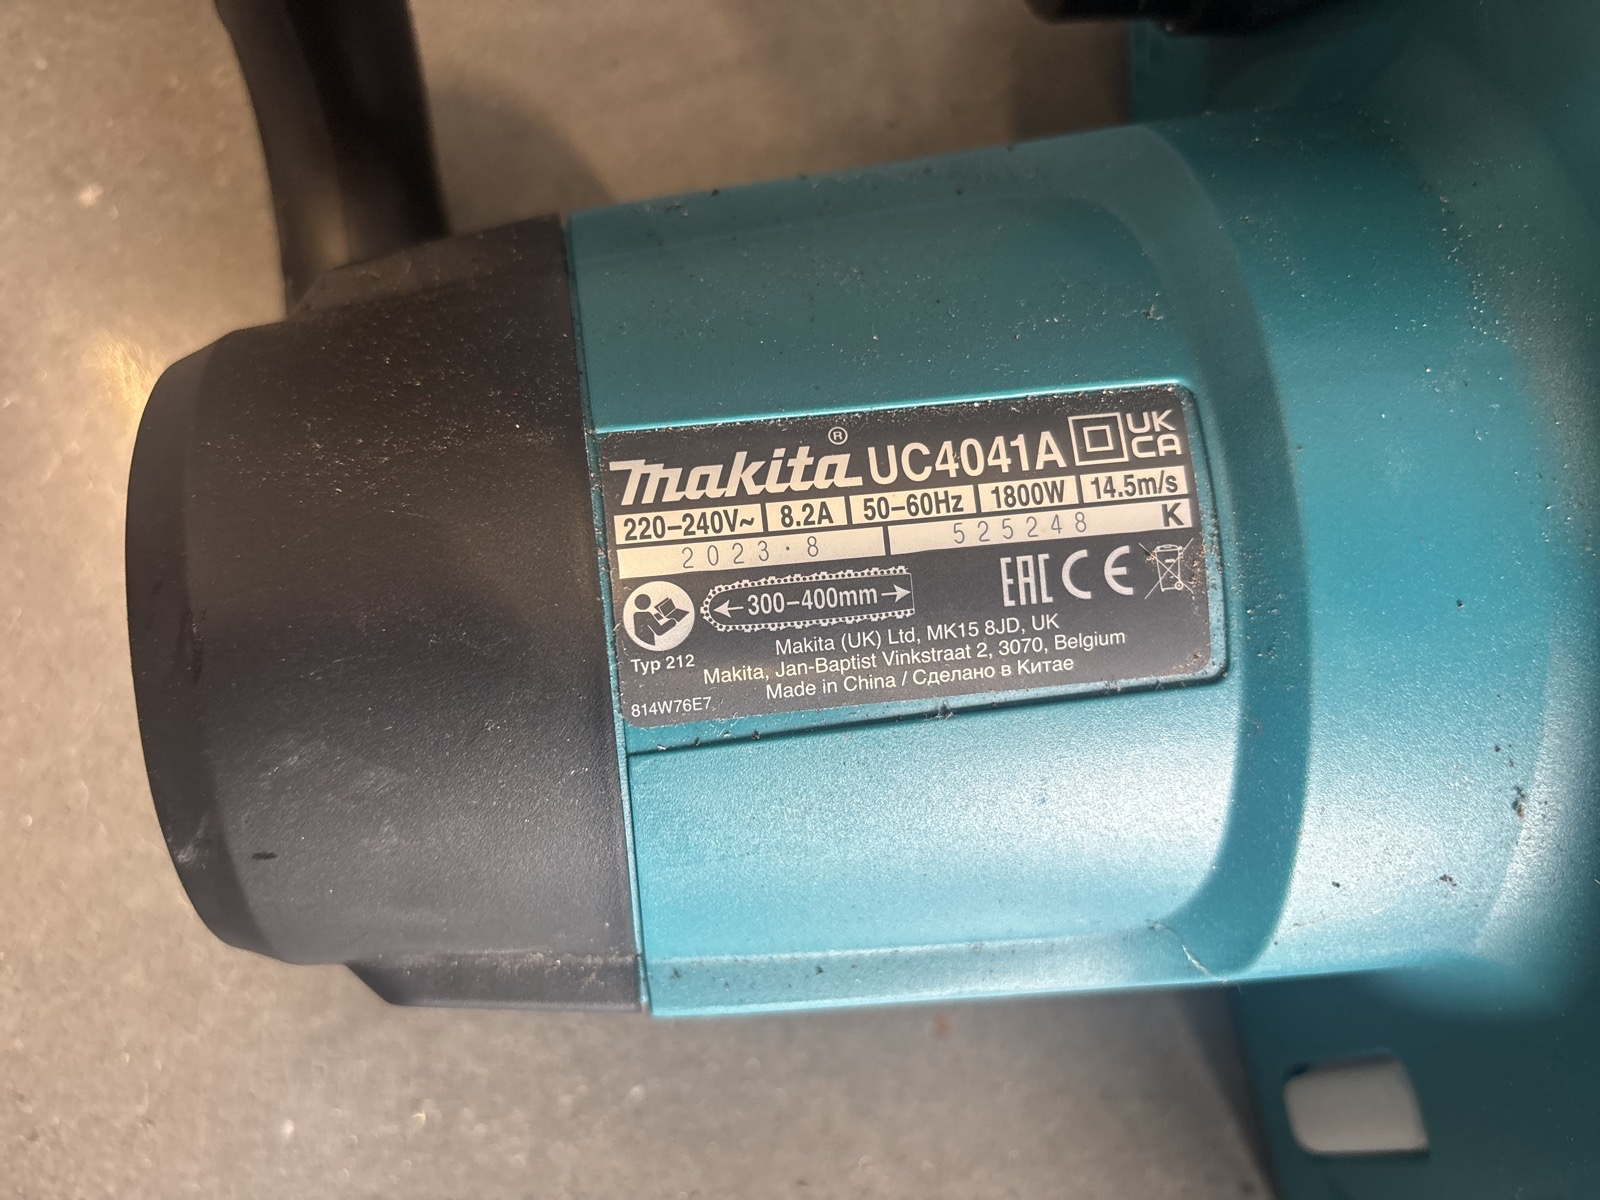 makita® UC4041A UK CA
220–240V~ 8.2A 50–60Hz 1800W 14.5m/s
2023.8 525248 K
EAC CE
300–400mm
Makita (UK) Ltd, MK15 8JD, UK
Typ 212
Makita, Jan-Baptist Vinkstraat 2, 3070, Belgium
Made in China / Сделано в Китае
814W76E7